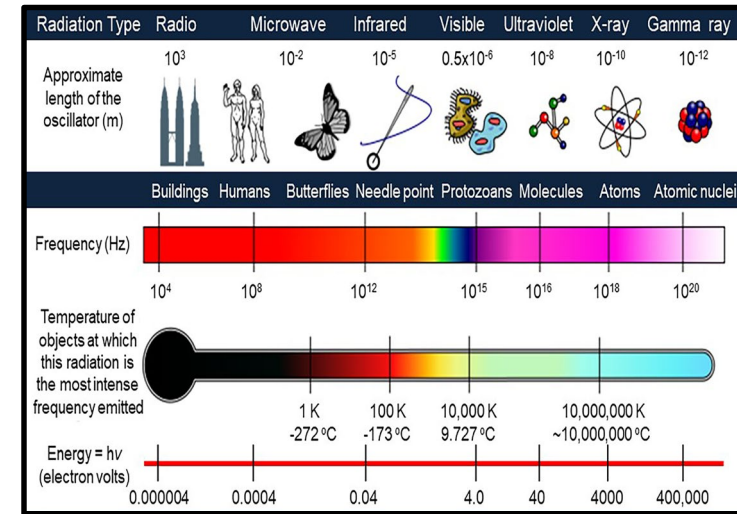 Radiation Type Radio Microwave Infrared Visible Ultraviolet X-ray Gamma ray
10³ 10⁻² 10⁻⁵ 0.5x10⁻⁶ 10⁻⁸ 10⁻¹⁰ 10⁻¹²
Approximate
length of the
oscillator (m)
Buildings Humans Butterflies Needle point Protozoans Molecules Atoms Atomic nuclei
Frequency (Hz)
10⁴ 10⁸ 10¹² 10¹⁵ 10¹⁶ 10¹⁸ 10²⁰
Temperature of
objects at which
this radiation is
the most intense
frequency emitted
1 K 100 K 10,000 K 10,000,000 K
-272 ºC -173 ºC 9.727 ºC ~10,000,000 ºC
Energy = hν
(electron volts)
0.000004 0.0004 0.04 4.0 40 4000 400,000